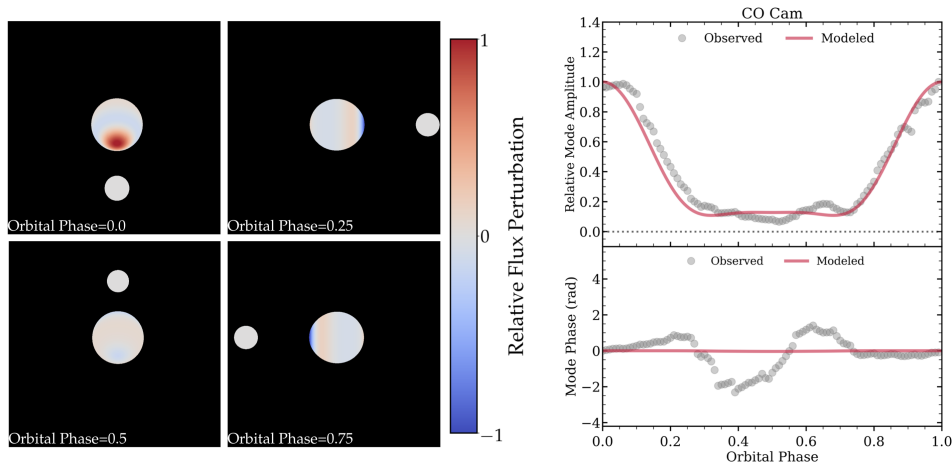 Orbital Phase=0.0
Orbital Phase=0.25
Orbital Phase=0.5
Orbital Phase=0.75
1
0
−1
Relative Flux Perturbation
CO Cam
Observed
Modeled
Relative Mode Amplitude
1.4
1.2
1.0
0.8
0.6
0.4
0.2
0.0
Observed
Modeled
Mode Phase (rad)
4
2
0
−2
−4
0.0 0.2 0.4 0.6 0.8 1.0
Orbital Phase